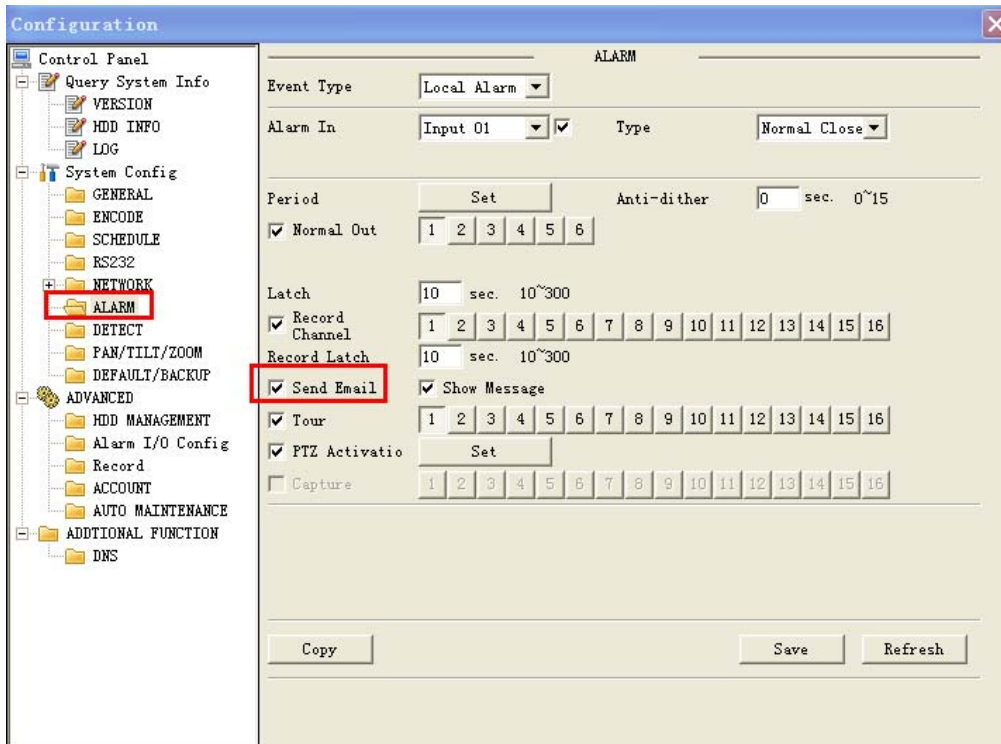 Configuration
Control Panel
Query System Info
VERSION
HDD INFO
LOG
System Config
GENERAL
ENCODE
SCHEDULE
RS232
NETWORK
ALARM
DETECT
PAN/TILT/ZOOM
DEFAULT/BACKUP
ADVANCED
HDD MANAGEMENT
Alarm I/O Config
Record
ACCOUNT
AUTO MAINTENANCE
ADDTIONAL FUNCTION
DNS
ALARM
Event Type Local Alarm
Alarm In Input 01 Type Normal Close
Period Set Anti-dither 0 sec. 0~15
Normal Out 1 2 3 4 5 6
Latch 10 sec. 10~300
Record Channel 1 2 3 4 5 6 7 8 9 10 11 12 13 14 15 16
Record Latch 10 sec. 10~300
Send Email Show Message
Tour 1 2 3 4 5 6 7 8 9 10 11 12 13 14 15 16
PTZ Activatio Set
Capture 1 2 3 4 5 6 7 8 9 10 11 12 13 14 15 16
Copy Save Refresh